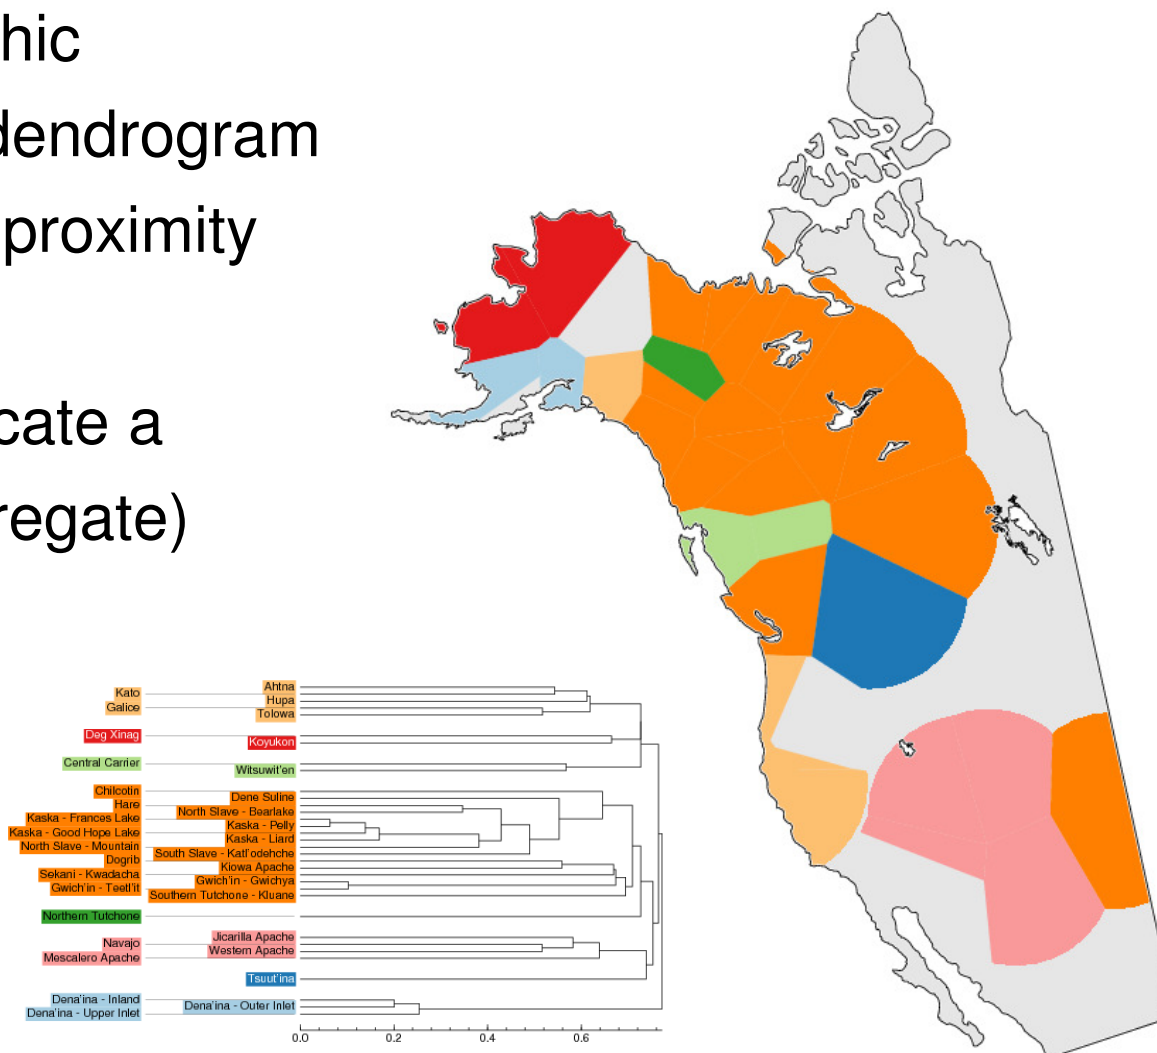 hic
dendrogram
proximity
cate a
regate)
Kato
Ahtna
Hupa
Galice
Tolowa
Deg Xinag
Koyukon
Central Carrier
Witsuwit'en
Chilcotin
Dene Suline
Hare
North Slave - Bearlake
Kaska - Frances Lake
Kaska - Pelly
Kaska - Good Hope Lake
Kaska - Liard
North Slave - Mountain
South Slave - Katl'odehche
Dogrib
Kiowa Apache
Sekani - Kwadacha
Gwich'in - Gwichya
Gwich'in - Teetl'it
Southern Tutchone - Kluane
Northern Tutchone
Jicarilla Apache
Navajo
Western Apache
Mescalero Apache
Tsuut'ina
Dena'ina - Inland
Dena'ina - Outer Inlet
Dena'ina - Upper Inlet
0.0 0.2 0.4 0.6